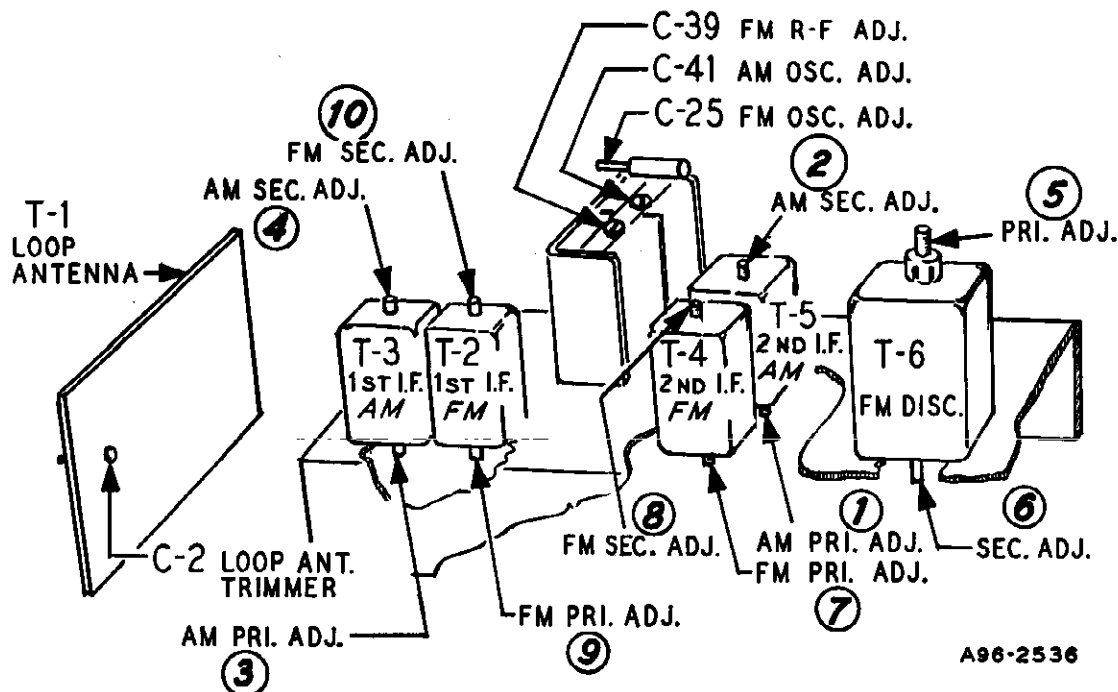 C-39 FM R-F ADJ.
C-41 AM OSC. ADJ.
C-25 FM OSC. ADJ.
10
FM SEC. ADJ.
AM SEC. ADJ.
4
2
AM SEC. ADJ.
5
PRI. ADJ.
T-1
LOOP
ANTENNA
T-3
1ST I.F.
AM
T-2
1ST I.F.
FM
T-4
2ND I.F.
FM
T-5
2ND I.F.
AM
T-6
FM DISC.
C-2 LOOP ANT.
TRIMMER
AM PRI. ADJ.
3
FM PRI. ADJ.
9
8
FM SEC. ADJ.
1
AM PRI. ADJ.
FM PRI. ADJ.
7
6
SEC. ADJ.
A96-2536